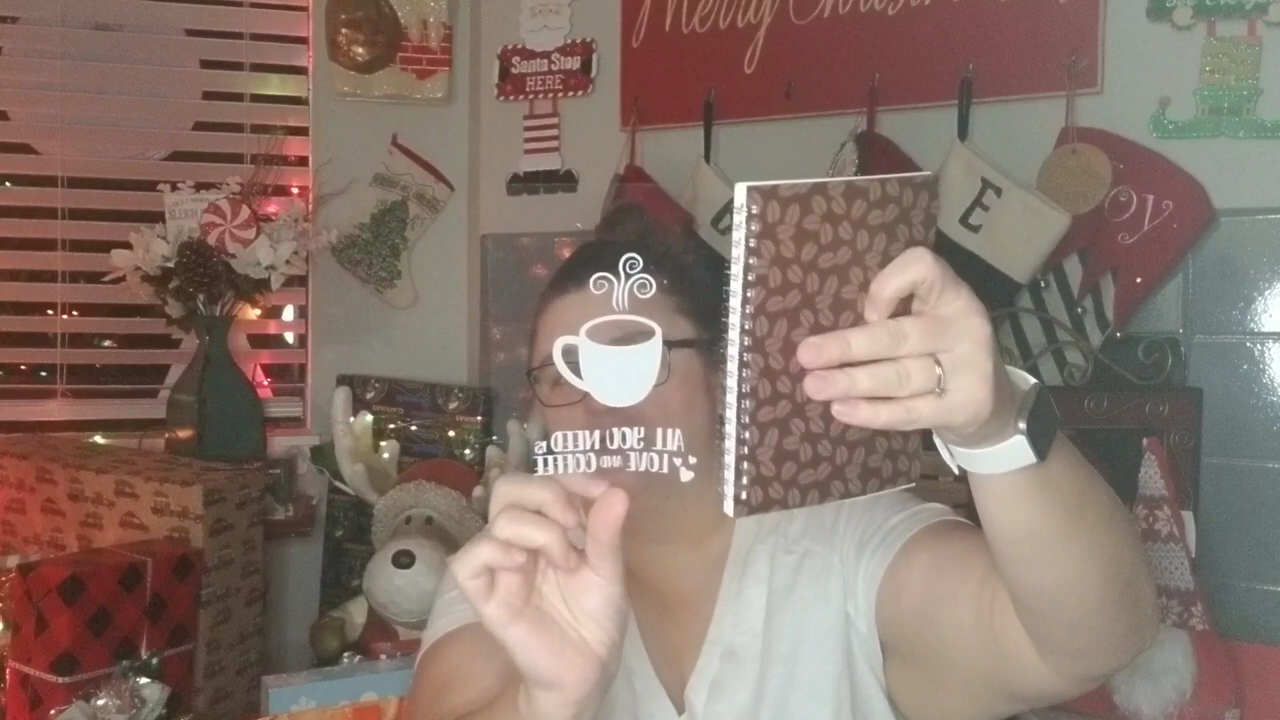 Merry Christmas
Santa Stop
HERE
E
Joy
ALL YOU NEED IS
LOVE AND COFFEE